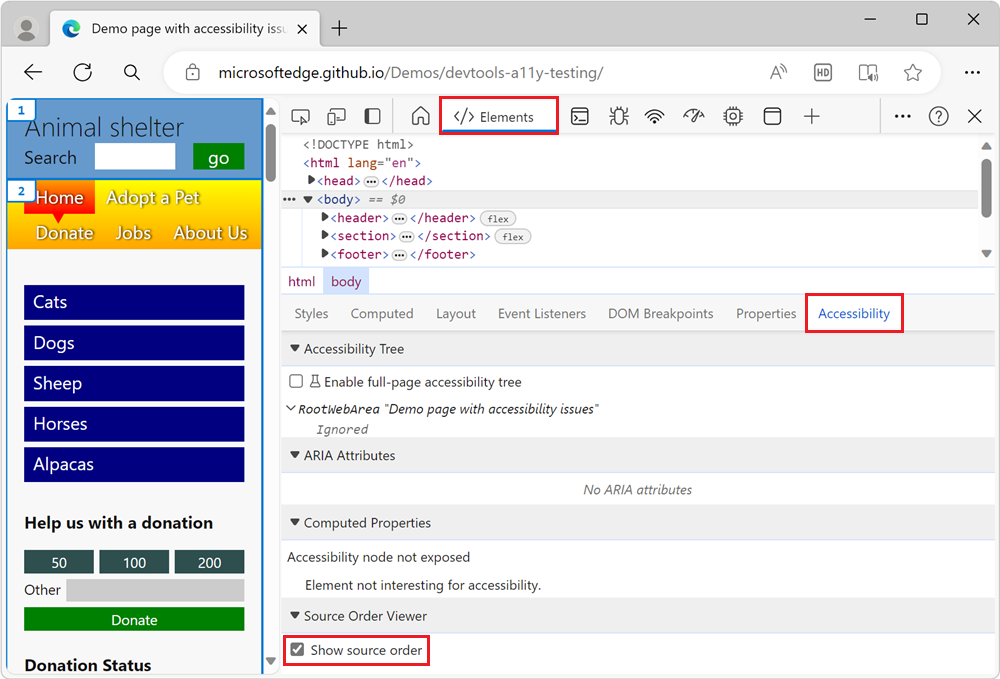 Demo page with accessibility issu
microsoftedge.github.io/Demos/devtools-a11y-testing/
A
HD
1
Animal shelter
Search
go
2
Home
Adopt a Pet
Donate
Jobs
About Us
Cats
Dogs
Sheep
Horses
Alpacas
Help us with a donation
50
100
200
Other
Donate
Donation Status
</> Elements
<!DOCTYPE html>
<html lang="en">
<head> … </head>
<body> == $0
<header> … </header> flex
<section> … </section> flex
<footer> … </footer>
html
body
Styles
Computed
Layout
Event Listeners
DOM Breakpoints
Properties
Accessibility
Accessibility Tree
Enable full-page accessibility tree
RootWebArea "Demo page with accessibility issues"
Ignored
ARIA Attributes
No ARIA attributes
Computed Properties
Accessibility node not exposed
Element not interesting for accessibility.
Source Order Viewer
Show source order